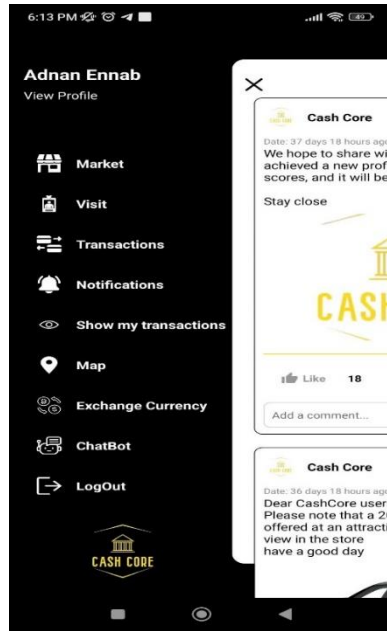 6:13 PM
49
Adnan Ennab
View Profile
Market
Visit
Transactions
Notifications
Show my transactions
Map
Exchange Currency
ChatBot
LogOut
CASH CORE
Cash Core
Date: 37 days 18 hours ago
We hope to share wi
achieved a new prof
scores, and it will be
Stay close
CASH
Like 18
Add a comment...
Cash Core
Date: 36 days 18 hours ago
Dear CashCore user
Please note that a 20
offered at an attracti
view in the store
have a good day